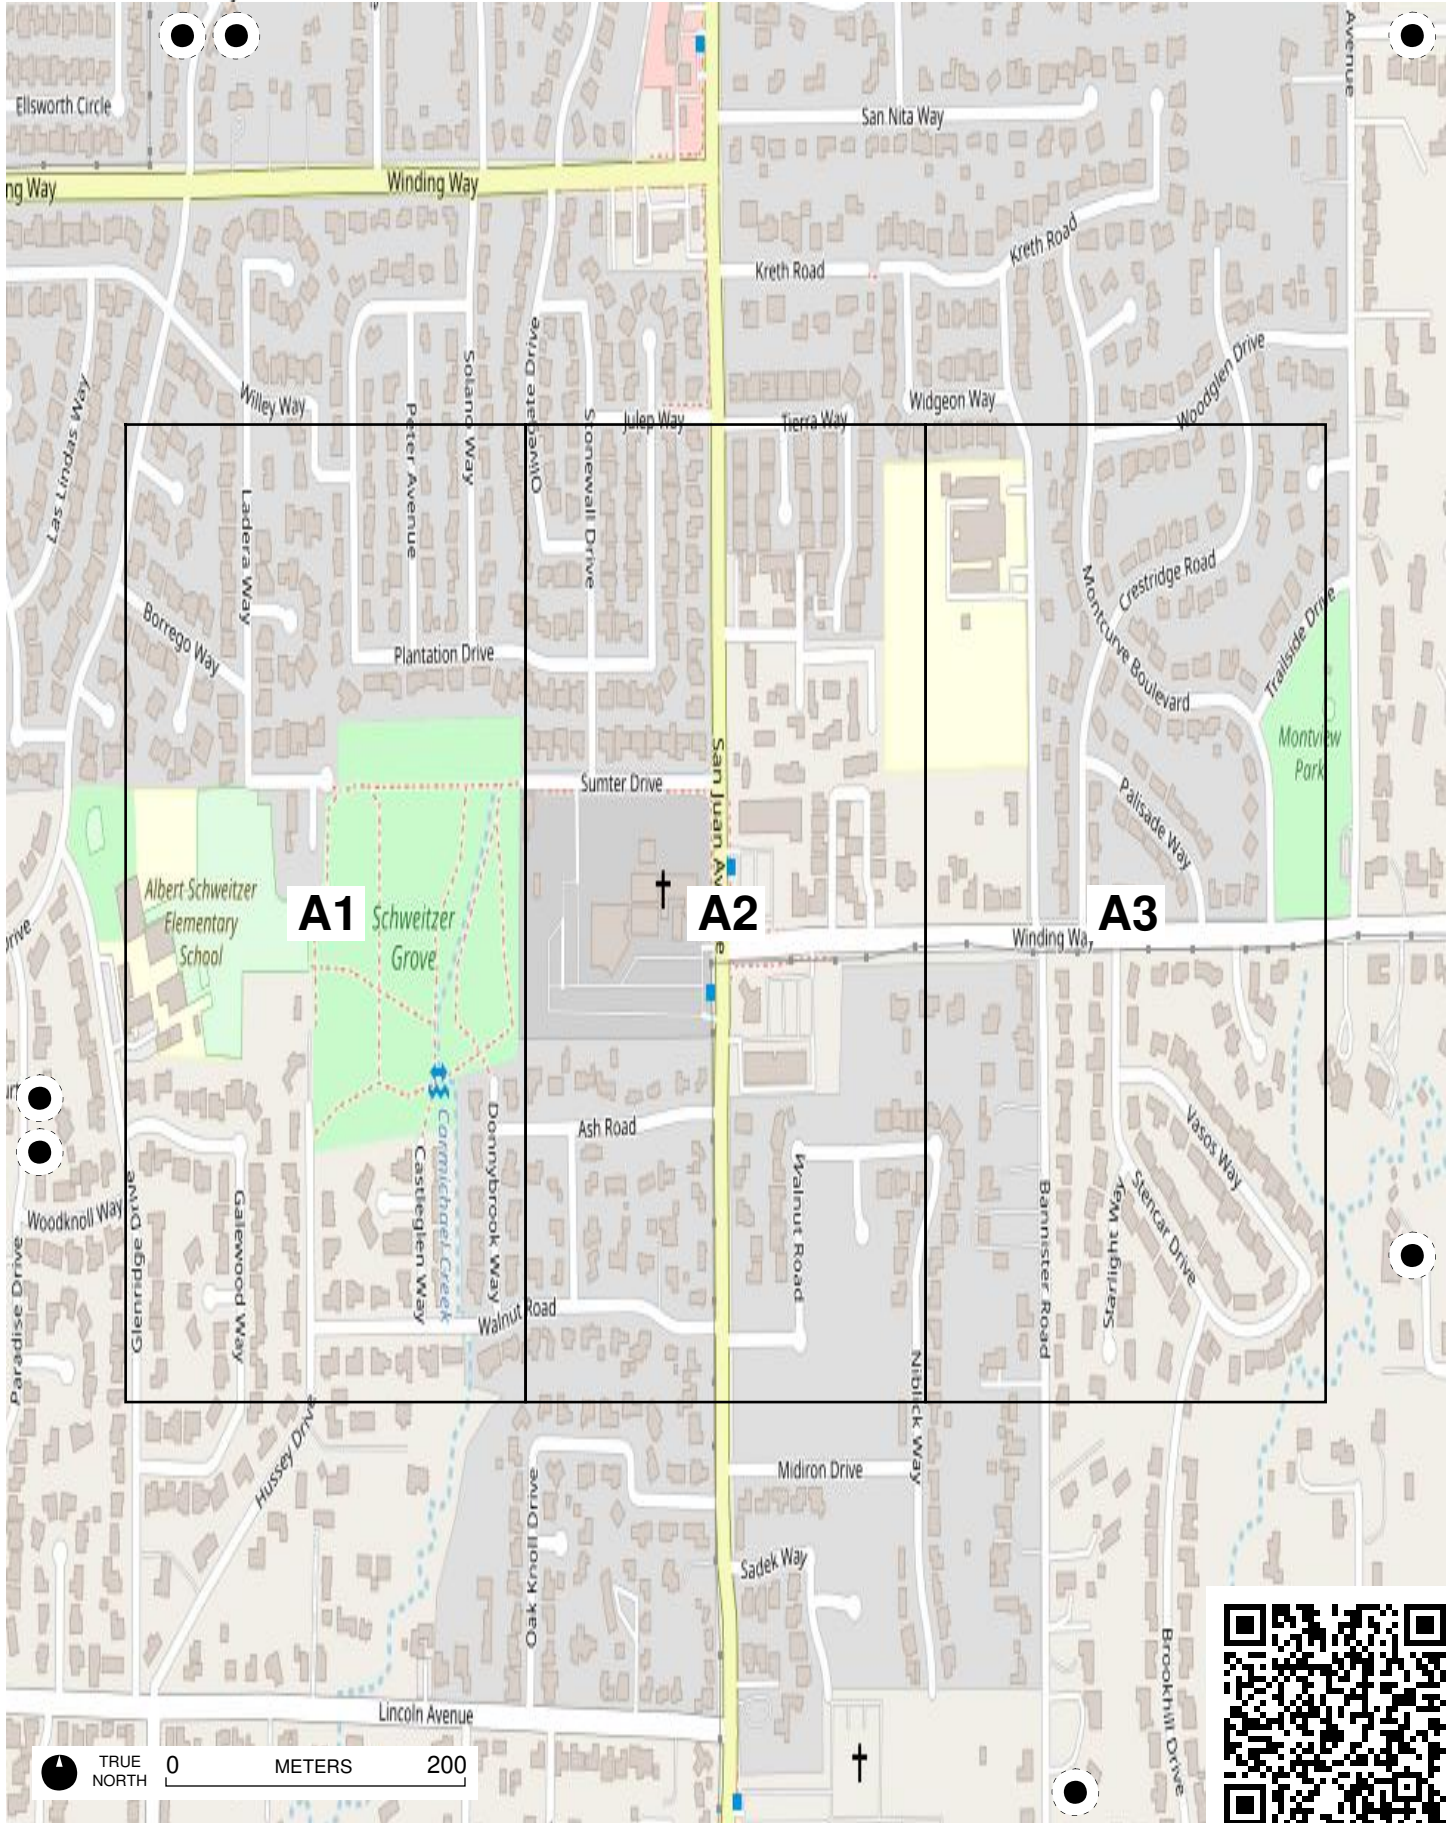 Avenue
Ellsworth Circle
San Nita Way
ng Way
Winding Way
Kreth Road
Kreth Road
Woodglen Drive
Las Lindas Way
Willey Way
Peter Avenue
Solano Way
Olivegate Drive
Stonewall Drive
Julep Way
Tierra Way
Widgeon Way
Ladera Way
Crestridge Road
Borrego Way
Plantation Drive
Montcurve Boulevard
Trailside Drive
Montview
Park
San Juan Ave
e
Sumter Drive
Palisade Way
Albert Schweitzer
Elementary
School
A1
Schweitzer
Grove
A2
A3
Drive
Winding Way
Donnybrook Way
Ash Road
Castleglen Way
Carmichael Creek
Walnut Road
Vasos Way
Stencar Drive
Starlight Way
Bannister Road
Woodknoll Way
Glenridge Drive
Galewood Way
Paradise Drive
Walnut Road
Niblick Way
Hussey Drive
Midiron Drive
Oak Knoll Drive
Sadek Way
Brookhill Drive
Lincoln Avenue
TRUE
NORTH
0 METERS 200